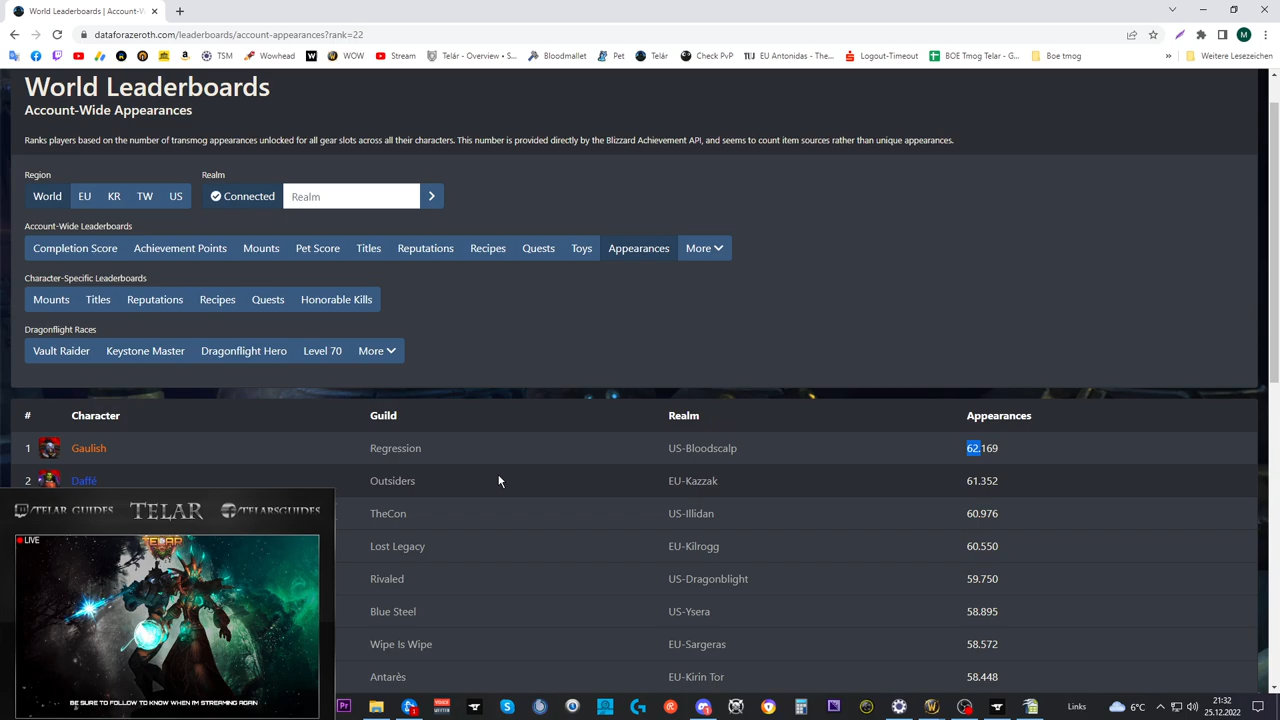 World Leaderboards | Account-W
dataforazeroth.com/leaderboards/account-appearances?rank=22
M
TSM
Wowhead
WOW
Stream
Telár - Overview • S...
Bloodmallet
Pet
Telár
Check PvP
EU Antonidas - The...
Logout-Timeout
BOE Tmog Telar - G...
Boe tmog
»
Weitere Lesezeichen
World Leaderboards
Account-Wide Appearances
Ranks players based on the number of transmog appearances unlocked for all gear slots across all their characters. This number is provided directly by the Blizzard Achievement API, and seems to count item sources rather than unique appearances.
Region
Realm
World EU KR TW US
Connected
Realm
Account-Wide Leaderboards
Completion Score Achievement Points Mounts Pet Score Titles Reputations Recipes Quests Toys Appearances More
Character-Specific Leaderboards
Mounts Titles Reputations Recipes Quests Honorable Kills
Dragonflight Races
Vault Raider Keystone Master Dragonflight Hero Level 70 More
# Character Guild Realm Appearances
1 Gaulish Regression US-Bloodscalp 62.169
2 Daffé Outsiders EU-Kazzak 61.352
TheCon US-Illidan 60.976
Lost Legacy EU-Kilrogg 60.550
Rivaled US-Dragonblight 59.750
Blue Steel US-Ysera 58.895
Wipe Is Wipe EU-Sargeras 58.572
Antarès EU-Kirin Tor 58.448
/TELAR GUIDES
TELAR
/TELARSGUIDES
LIVE
TELAR
BE SURE TO FOLLOW TO KNOW WHEN I'M STREAMING AGAIN
Pr
Links
6°C
21:32
25.12.2022